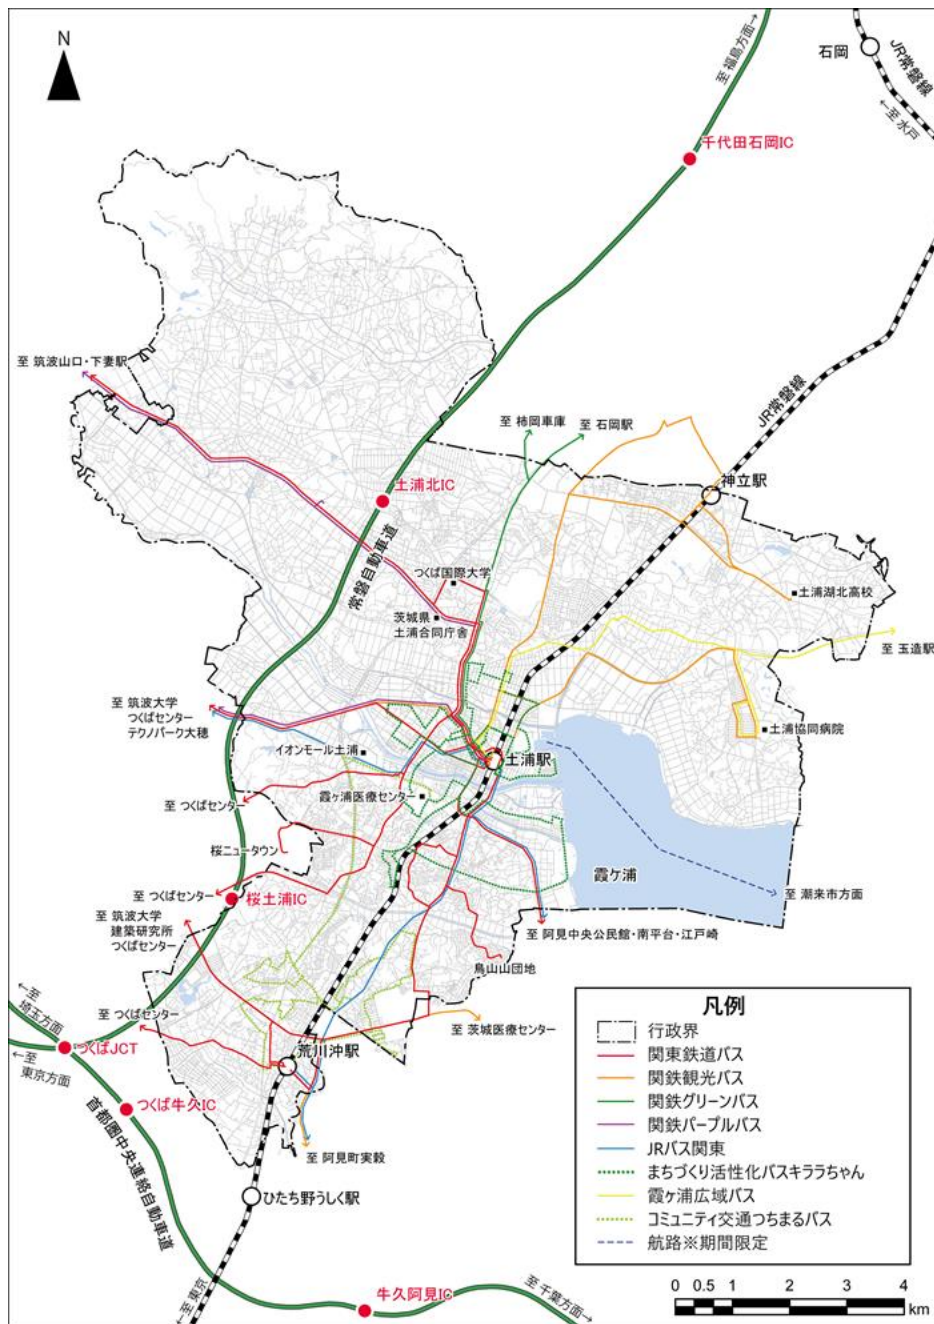 N
石岡
JR常磐線
←至 水戸
至 福島方面→
千代田石岡IC
至 筑波山口・下妻駅
至 柿岡車庫
至 石岡駅
JR常磐線
神立駅
土浦北IC
常磐自動車道
つくば国際大学
茨城県
土浦合同庁舎
土浦湖北高校
至 玉造駅
至 筑波大学
つくばセンター
テクノパーク大穂
イオンモール土浦
土浦駅
土浦協同病院
霞ヶ浦医療センター
至 つくばセンター
桜ニュータウン
霞ケ浦
至 つくばセンター
桜土浦IC
至 潮来市方面
至 筑波大学
建築研究所
つくばセンター
至 阿見中央公民館・南平台・江戸崎
烏山山団地
←至
埼玉方面
至 つくばセンター
至 茨城医療センター
つくばJCT
←至
東京方面
荒川沖駅
つくば牛久IC
首都圏中央連絡自動車道
至 阿見町実穀
ひたち野うしく駅
←至 東京
牛久阿見IC
至 千葉方面→
凡例
行政界
関東鉄道バス
関鉄観光バス
関鉄グリーンバス
関鉄パープルバス
JRバス関東
まちづくり活性化バスキララちゃん
霞ヶ浦広域バス
コミュニティ交通つちまるバス
航路※期間限定
0 0.5 1 2 3 4
km